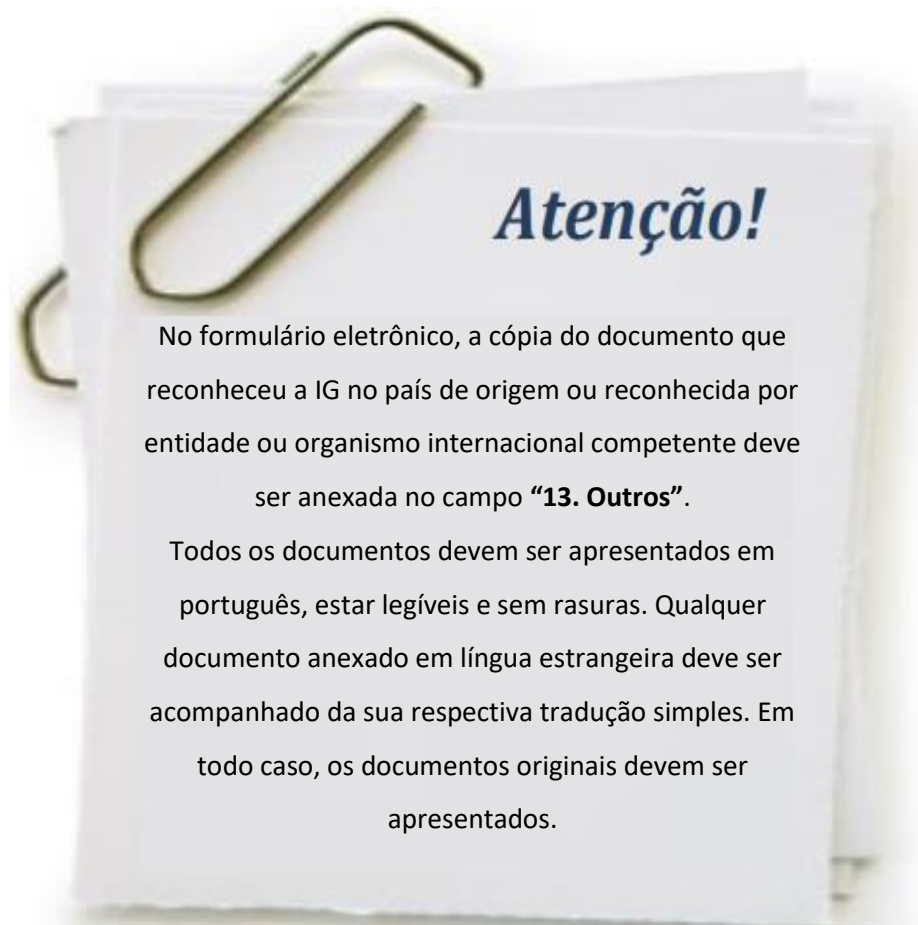 Atenção!
No formulário eletrônico, a cópia do documento que
reconheceu a IG no país de origem ou reconhecida por
entidade ou organismo internacional competente deve
ser anexada no campo “13. Outros”.
Todos os documentos devem ser apresentados em
português, estar legíveis e sem rasuras. Qualquer
documento anexado em língua estrangeira deve ser
acompanhado da sua respectiva tradução simples. Em
todo caso, os documentos originais devem ser
apresentados.